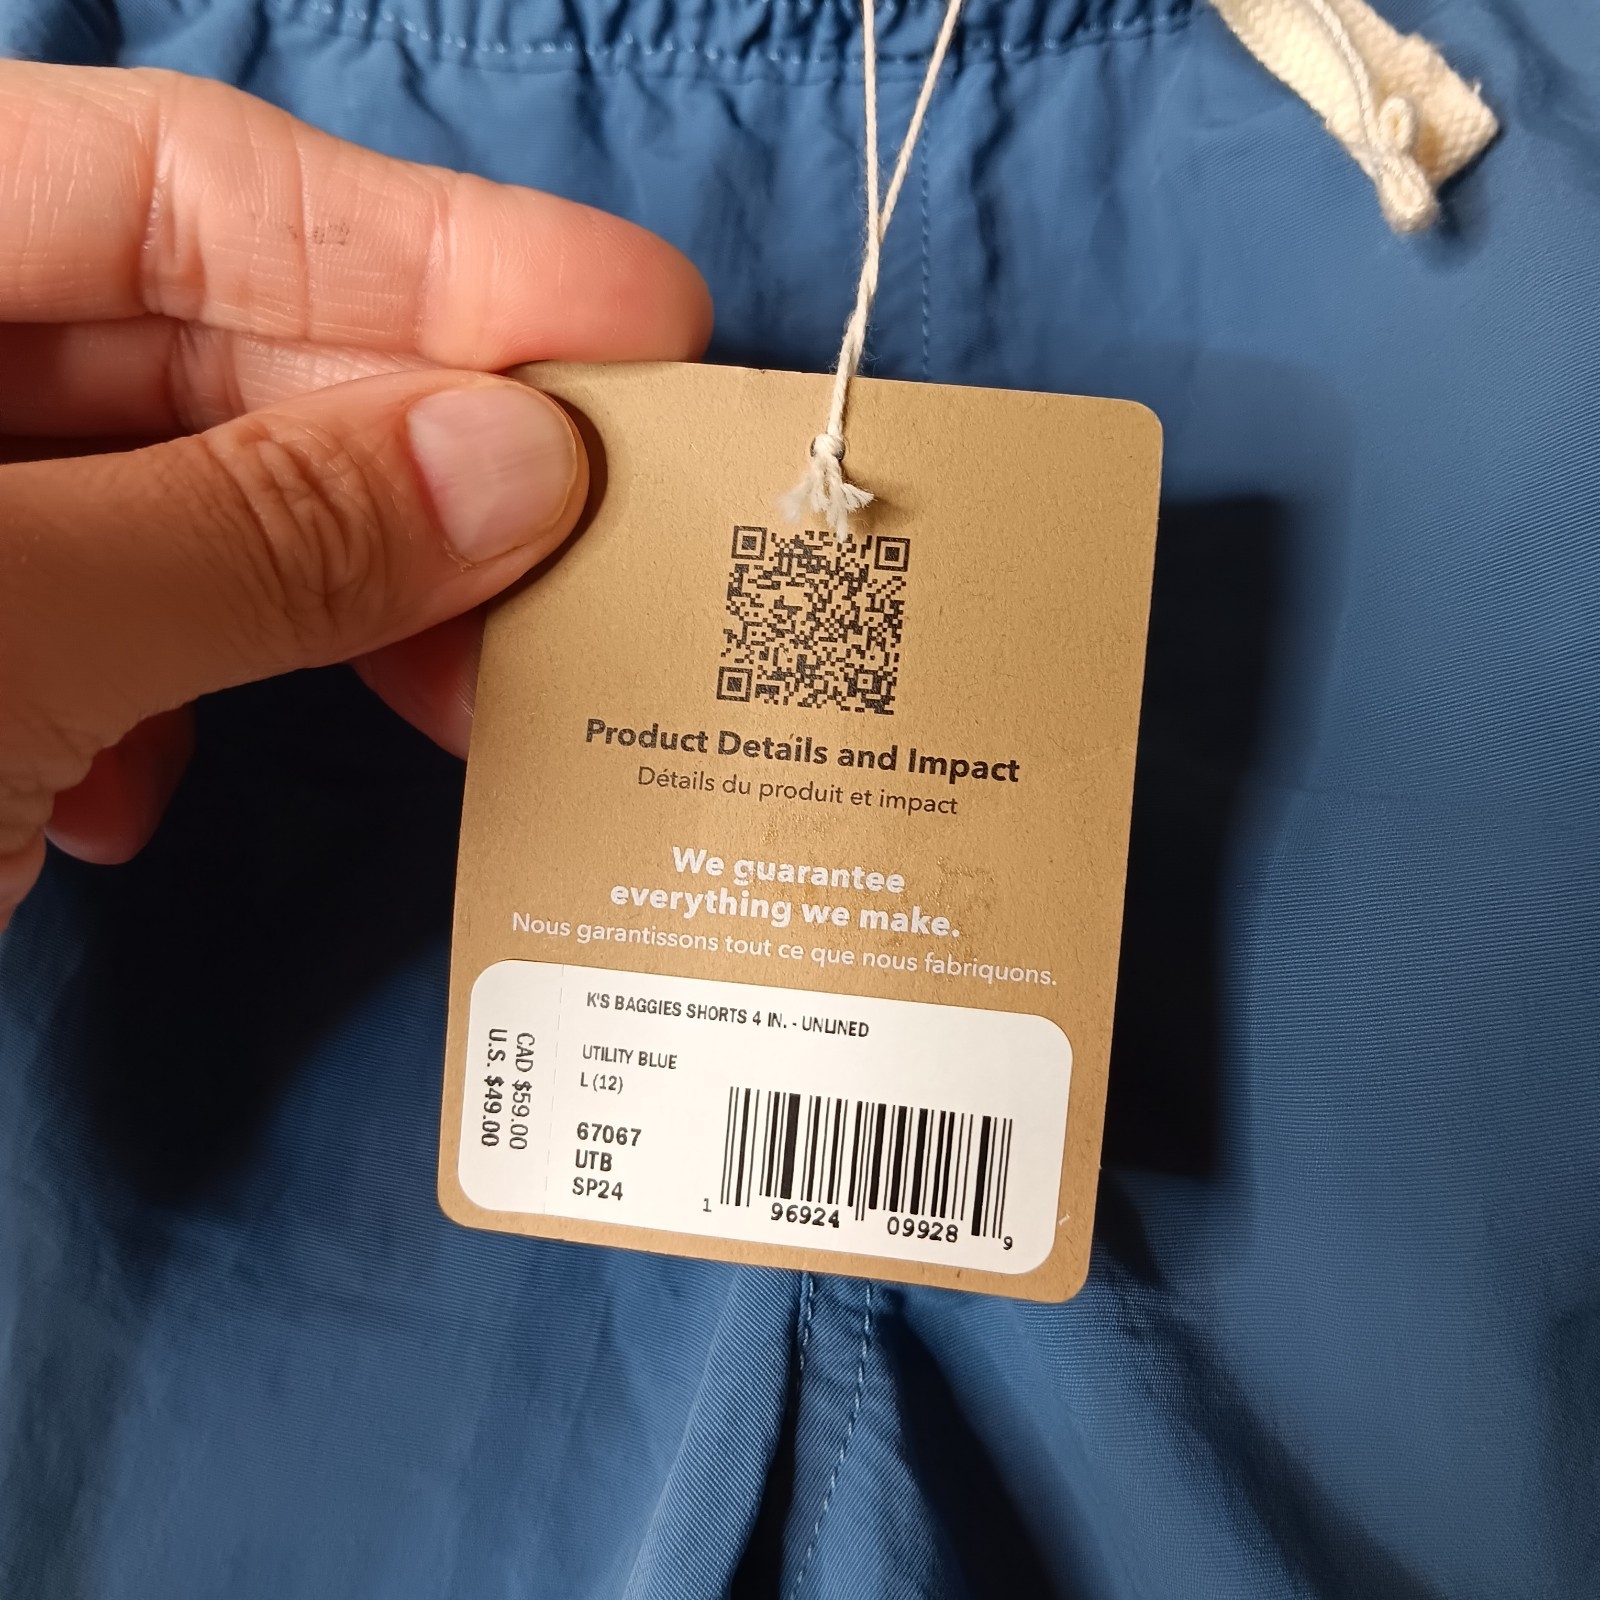 Product Details and Impact
Détails du produit et impact
We guarantee
everything we make.
Nous garantissons tout ce que nous fabriquons.
K'S BAGGIES SHORTS 4 IN. - UNLINED
UTILITY BLUE
L (12)
67067
UTB
SP24
CAD $59.00
U.S. $49.00
1 96924 09928 9